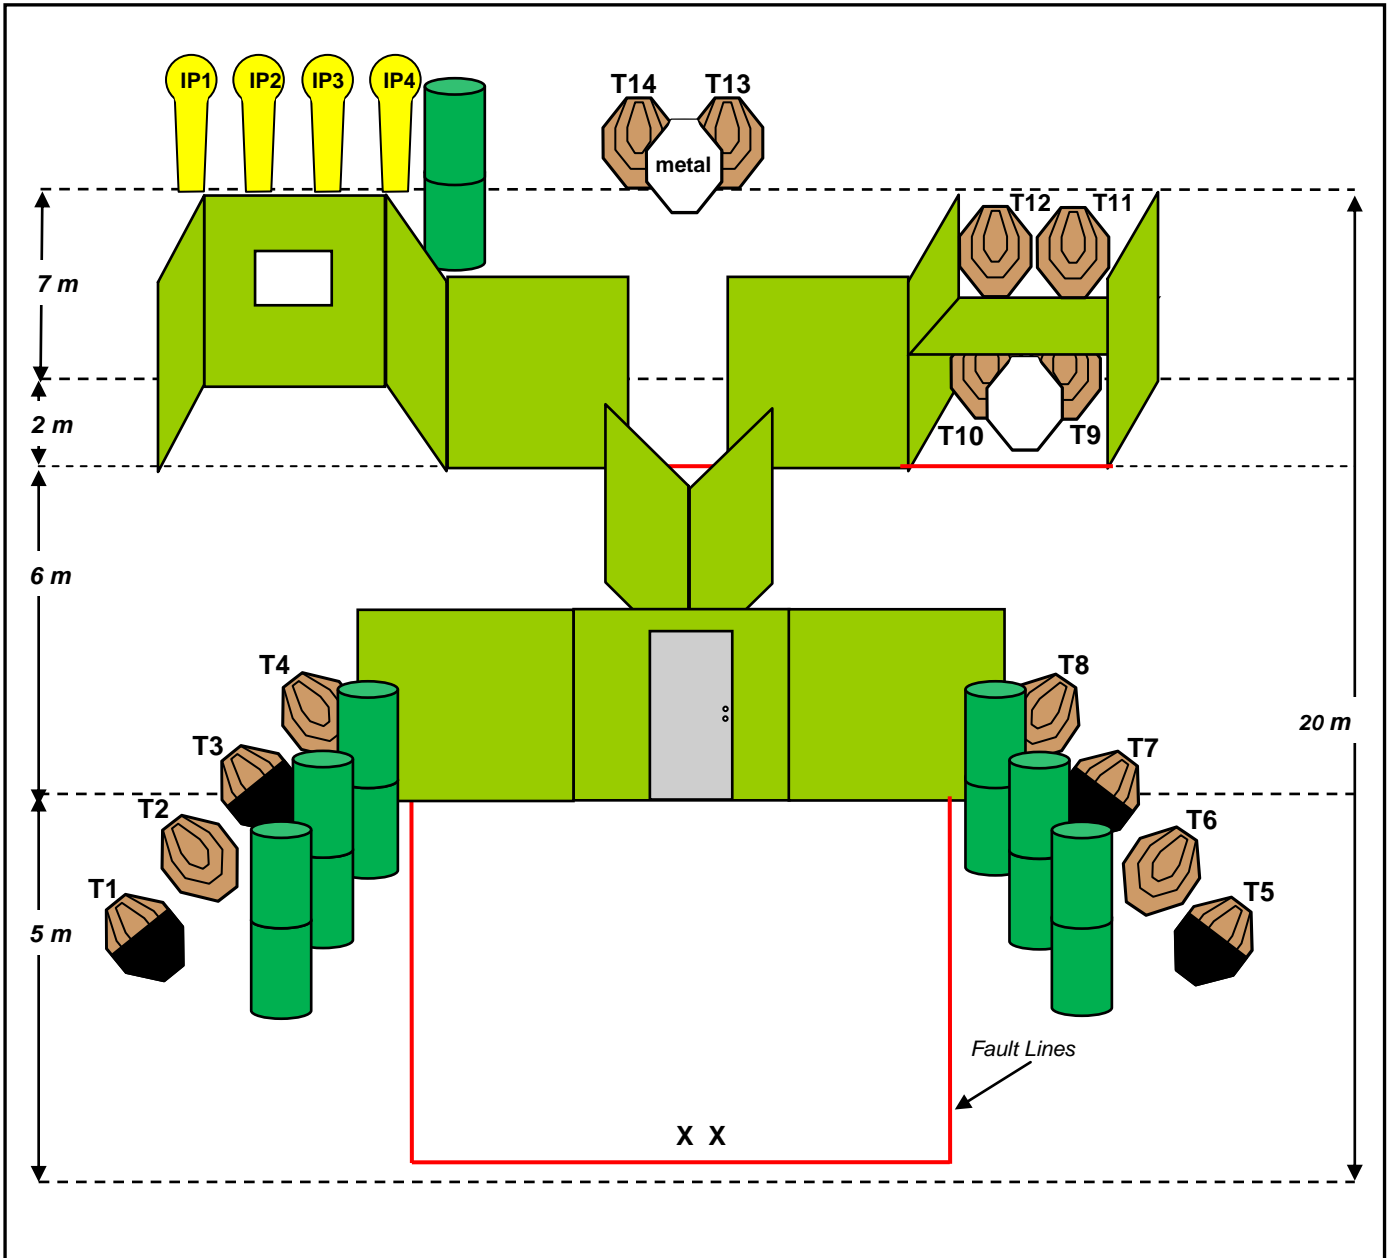 IP1 IP2 IP3 IP4
T14 T13
metal
T12 T11
7 m
2 m
T10 T9
6 m
T4 T8
20 m
T3 T7
T2 T6
T1 T5
5 m
Fault Lines
X X